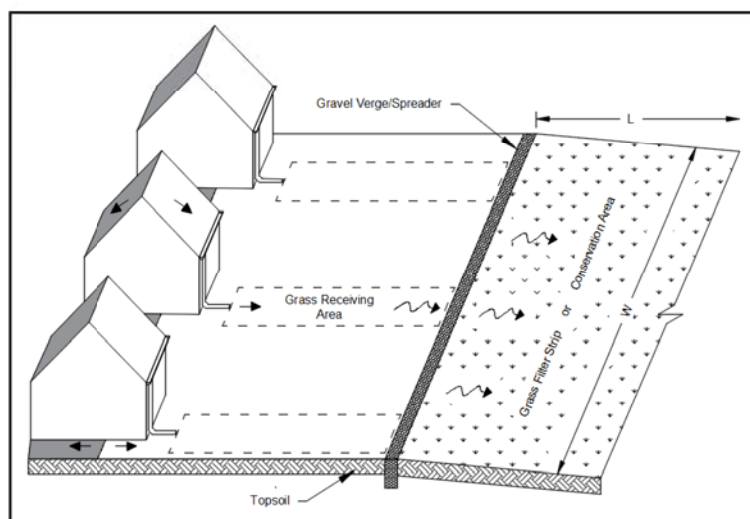 Gravel Verge/Spreader
L
Grass Receiving
Area
Grass Filter Strip or Conservation Area
W
Topsoil